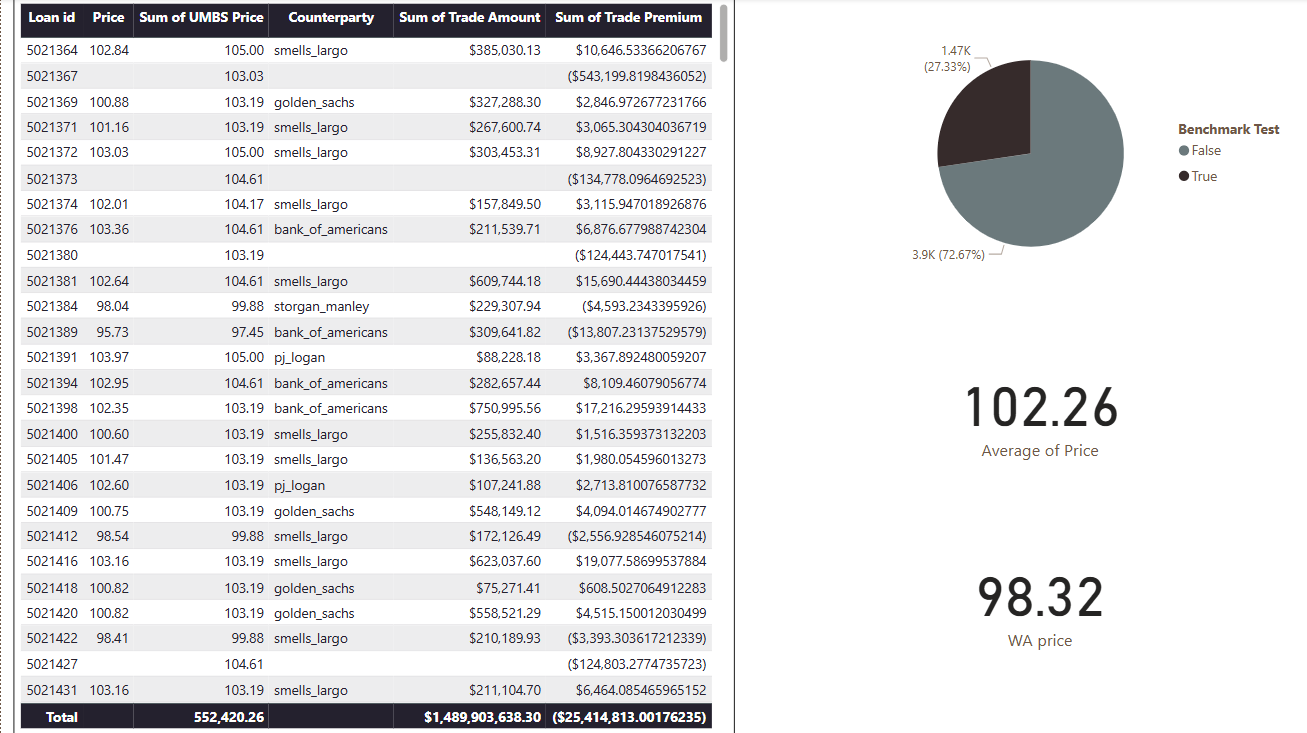 Loan id Price Sum of UMBS Price Counterparty Sum of Trade Amount Sum of Trade Premium
5021364 102.84 105.00 smells_largo $385,030.13 $10,646.53366206767
5021367 103.03 ($543,199.8198436052)
5021369 100.88 103.19 golden_sachs $327,288.30 $2,846.972677231766
5021371 101.16 103.19 smells_largo $267,600.74 $3,065.304304036719
5021372 103.03 105.00 smells_largo $303,453.31 $8,927.804330291227
5021373 104.61 ($134,778.0964692523)
5021374 102.01 104.17 smells_largo $157,849.50 $3,115.947018926876
5021376 103.36 104.61 bank_of_americans $211,539.71 $6,876.677988742304
5021380 103.19 ($124,443.747017541)
5021381 102.64 104.61 smells_largo $609,744.18 $15,690.44438034459
5021384 98.04 99.88 storgan_manley $229,307.94 ($4,593.2343395926)
5021389 95.73 97.45 bank_of_americans $309,641.82 ($13,807.23137529579)
5021391 103.97 105.00 pj_logan $88,228.18 $3,367.892480059207
5021394 102.95 104.61 bank_of_americans $282,657.44 $8,109.46079056774
5021398 102.35 103.19 bank_of_americans $750,995.56 $17,216.29593914433
5021400 100.60 103.19 smells_largo $255,832.40 $1,516.359373132203
5021405 101.47 103.19 smells_largo $136,563.20 $1,980.054596013273
5021406 102.60 103.19 pj_logan $107,241.88 $2,713.810076587732
5021409 100.75 103.19 golden_sachs $548,149.12 $4,094.014674902777
5021412 98.54 99.88 smells_largo $172,126.49 ($2,556.928546075214)
5021416 103.16 103.19 smells_largo $623,037.60 $19,077.58699537884
5021418 100.82 103.19 golden_sachs $75,271.41 $608.5027064912283
5021420 100.82 103.19 golden_sachs $558,521.29 $4,515.150012030499
5021422 98.41 99.88 smells_largo $210,189.93 ($3,393.303617212339)
5021427 104.61 ($124,803.2774735723)
5021431 103.16 103.19 smells_largo $211,104.70 $6,464.085465965152
Total 552,420.26 $1,489,903,638.30 ($25,414,813.00176235)
1.47K
(27.33%)
3.9K (72.67%)
Benchmark Test
False
True
102.26
Average of Price
98.32
WA price